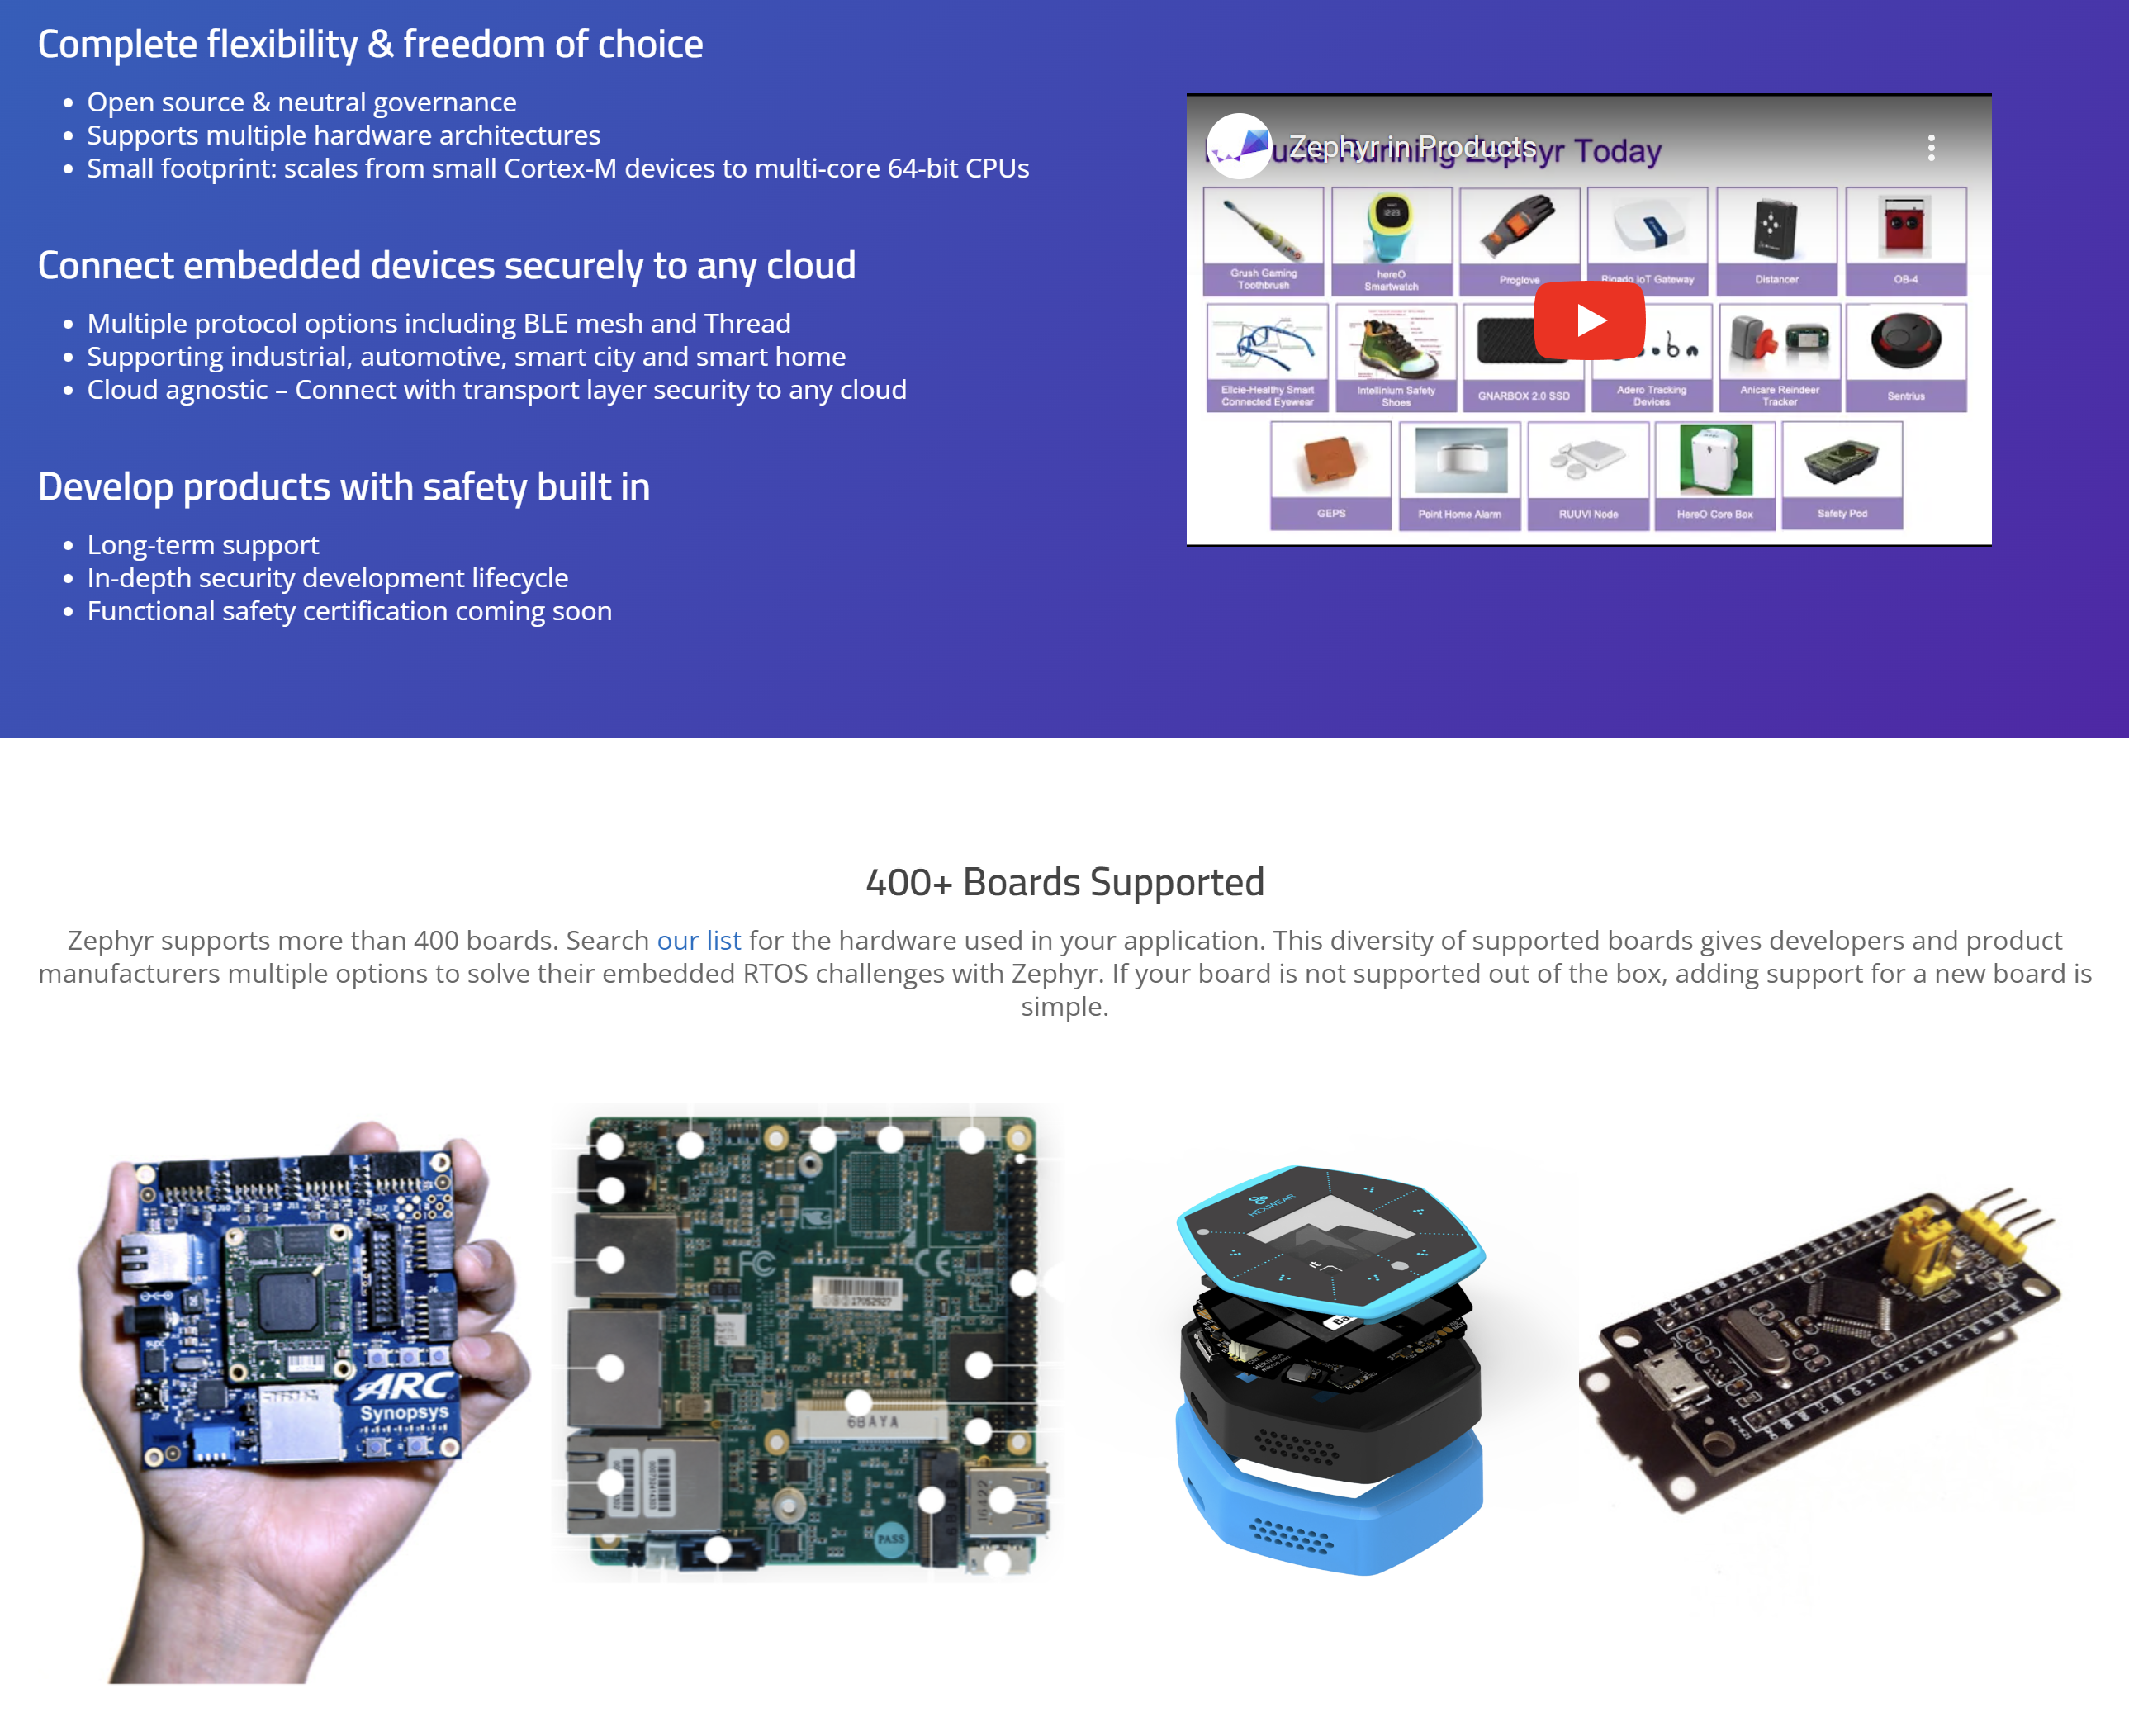 Complete flexibility & freedom of choice
Open source & neutral governance
Supports multiple hardware architectures
Small footprint: scales from small Cortex-M devices to multi-core 64-bit CPUs
Connect embedded devices securely to any cloud
Multiple protocol options including BLE mesh and Thread
Supporting industrial, automotive, smart city and smart home
Cloud agnostic – Connect with transport layer security to any cloud
Develop products with safety built in
Long-term support
In-depth security development lifecycle
Functional safety certification coming soon
Zephyr in Products
ucts Running Zephyr Today
Grush Gaming
Toothbrush
hereO
Smartwatch
Proglove
Rigado IoT Gateway
Distancer
OB-4
Ellcie-Healthy Smart
Connected Eyewear
Intellinium Safety
Shoes
GNARBOX 2.0 SSD
Adero Tracking
Devices
Anicare Reindeer
Tracker
Sentrius
GEPS
Point Home Alarm
RUUVI Node
HereO Core Box
Safety Pod
400+ Boards Supported
Zephyr supports more than 400 boards. Search our list for the hardware used in your application. This diversity of supported boards gives developers and product
manufacturers multiple options to solve their embedded RTOS challenges with Zephyr. If your board is not supported out of the box, adding support for a new board is
simple.
ARC
Synopsys
FC
CE
17052927
6BAYA
PASS
HEXIWEAR